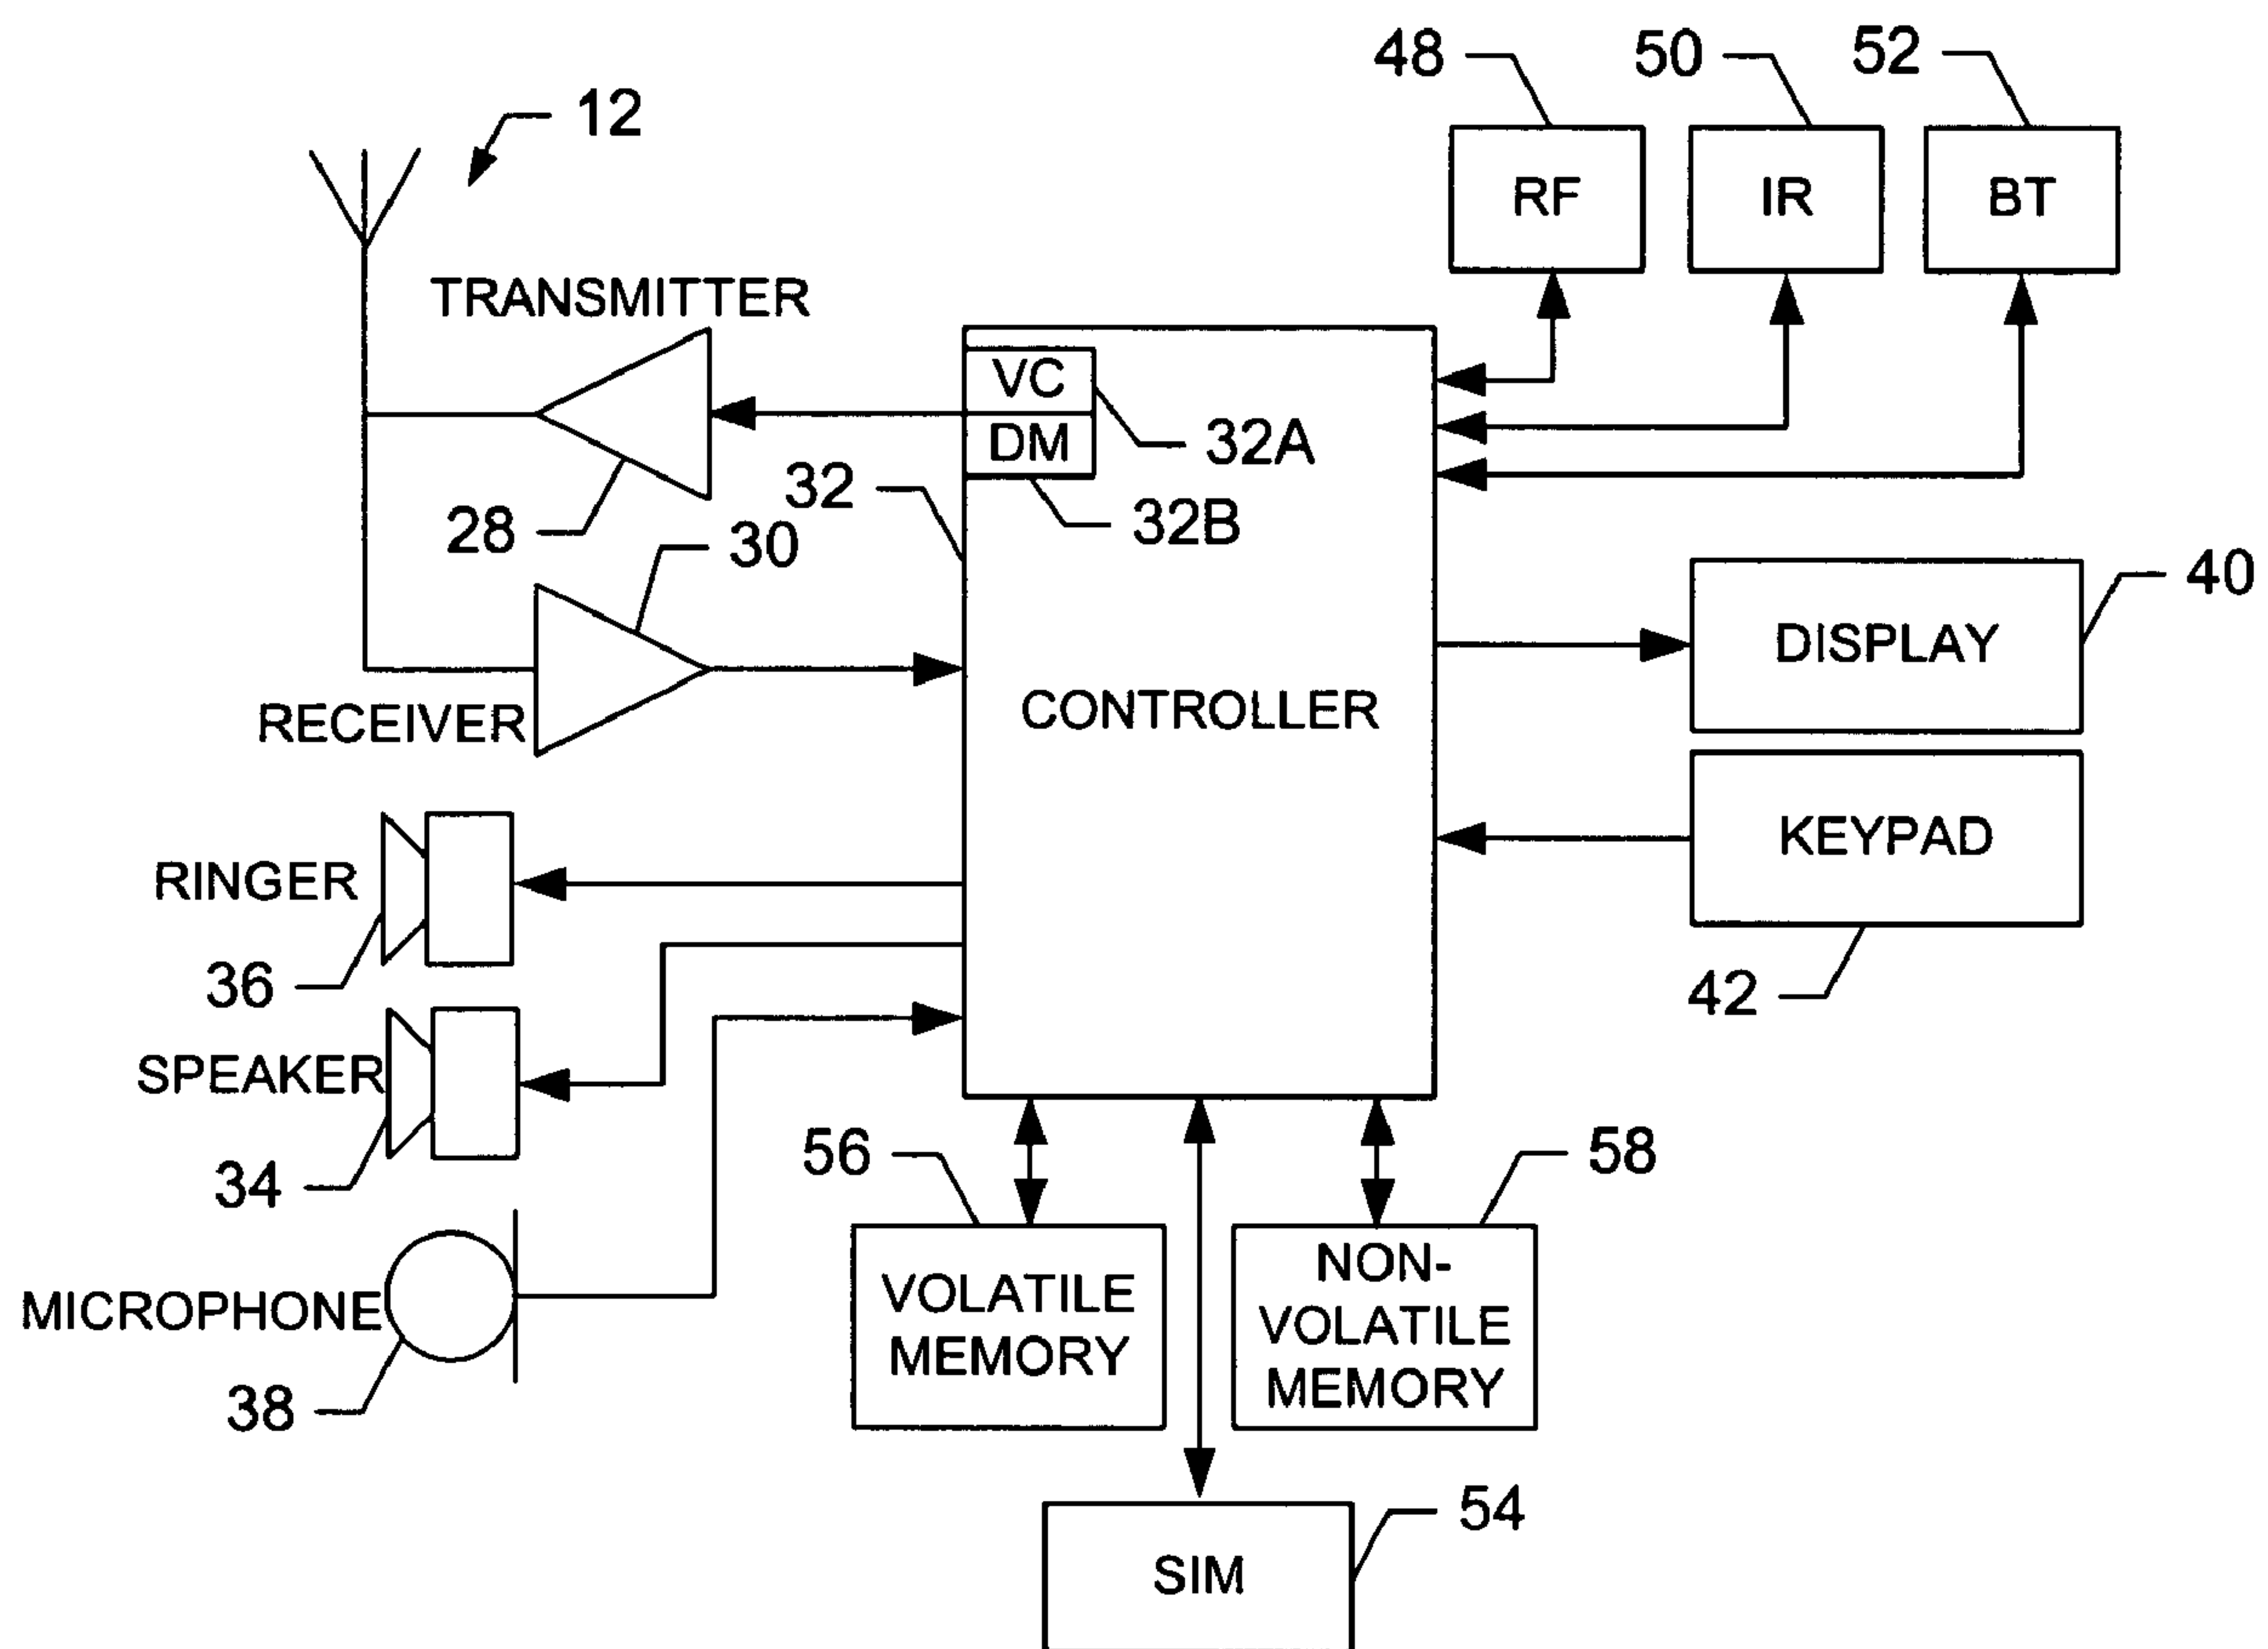 48
50
52
12
RF
IR
BT
TRANSMITTER
VC
DM
32A
32
32B
28
30
40
DISPLAY
CONTROLLER
RECEIVER
KEYPAD
RINGER
36
42
SPEAKER
34
56
58
MICROPHONE
38
VOLATILE
MEMORY
NON-
VOLATILE
MEMORY
54
SIM